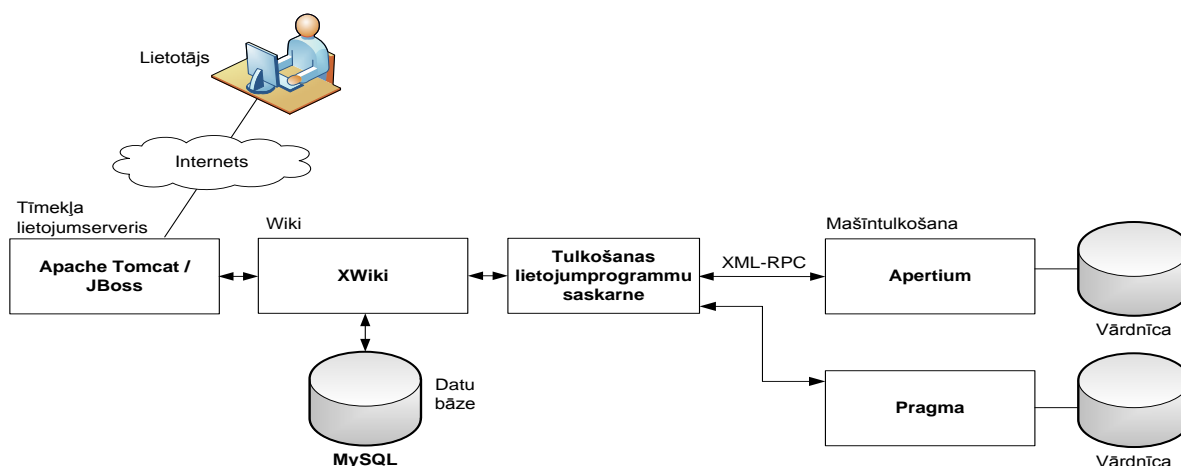 Lietotājs
Internets
Tīmekļa
lietojumserveris
Apache Tomcat /
JBoss
Wiki
XWiki
Datu
bāze
MySQL
Tulkošanas
lietojumprogrammu
saskarne
XML-RPC
Mašīntulkošana
Apertium
Vārdnīca
Pragma
Vārdnīca